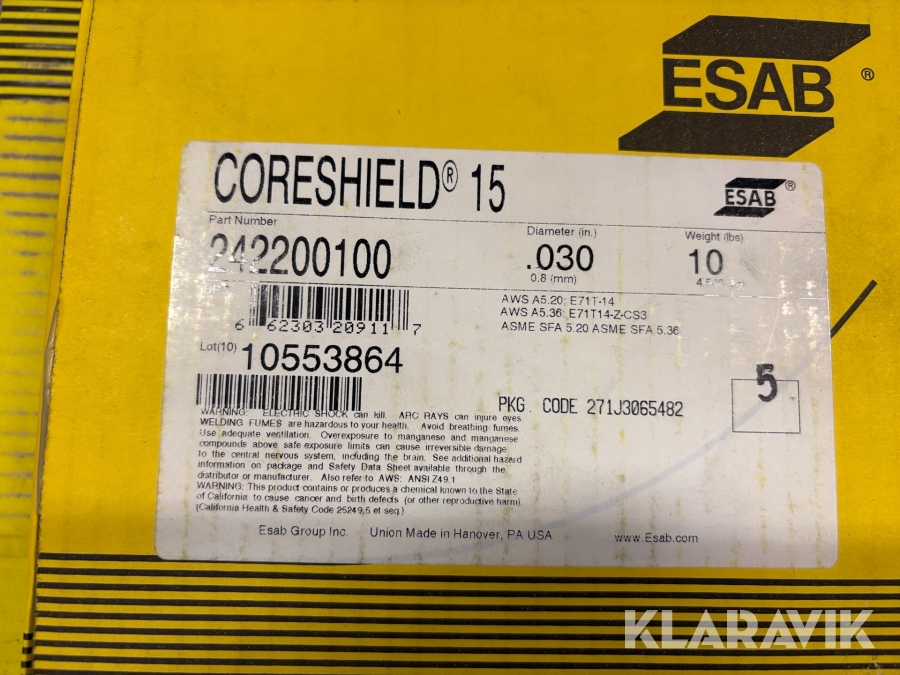 ESAB ®
CORESHIELD® 15
ESAB ®
Part Number
242200100
Diameter (in.)
.030
0.8 (mm)
Weight (lbs)
10
AWS A5.20; E71T-14
AWS A5.36; E71T14-Z-CS3
ASME SFA 5.20 ASME SFA 5.36
6 62303 20911 7
Lot(10) 10553864
5
PKG. CODE 271J3065482
WARNING: ELECTRIC SHOCK can kill. ARC RAYS can injure eyes
WELDING FUMES are hazardous to your health. Avoid breathing fumes.
Use adequate ventilation. Overexposure to manganese and manganese
compounds above safe exposure limits can cause irreversible damage
to the central nervous system, including the brain. See additional hazard
information on package and Safety Data Sheet available through the
distributor or manufacturer. Also refer to AWS: ANSI Z49.1
WARNING: This product contains or produces a chemical known to the State
of California to cause cancer and birth defects (or other reproductive harm).
(California Health & Safety Code 25249.5 et seq.)
Esab Group Inc. Union Made in Hanover, PA USA www.Esab.com
KLARAVIK